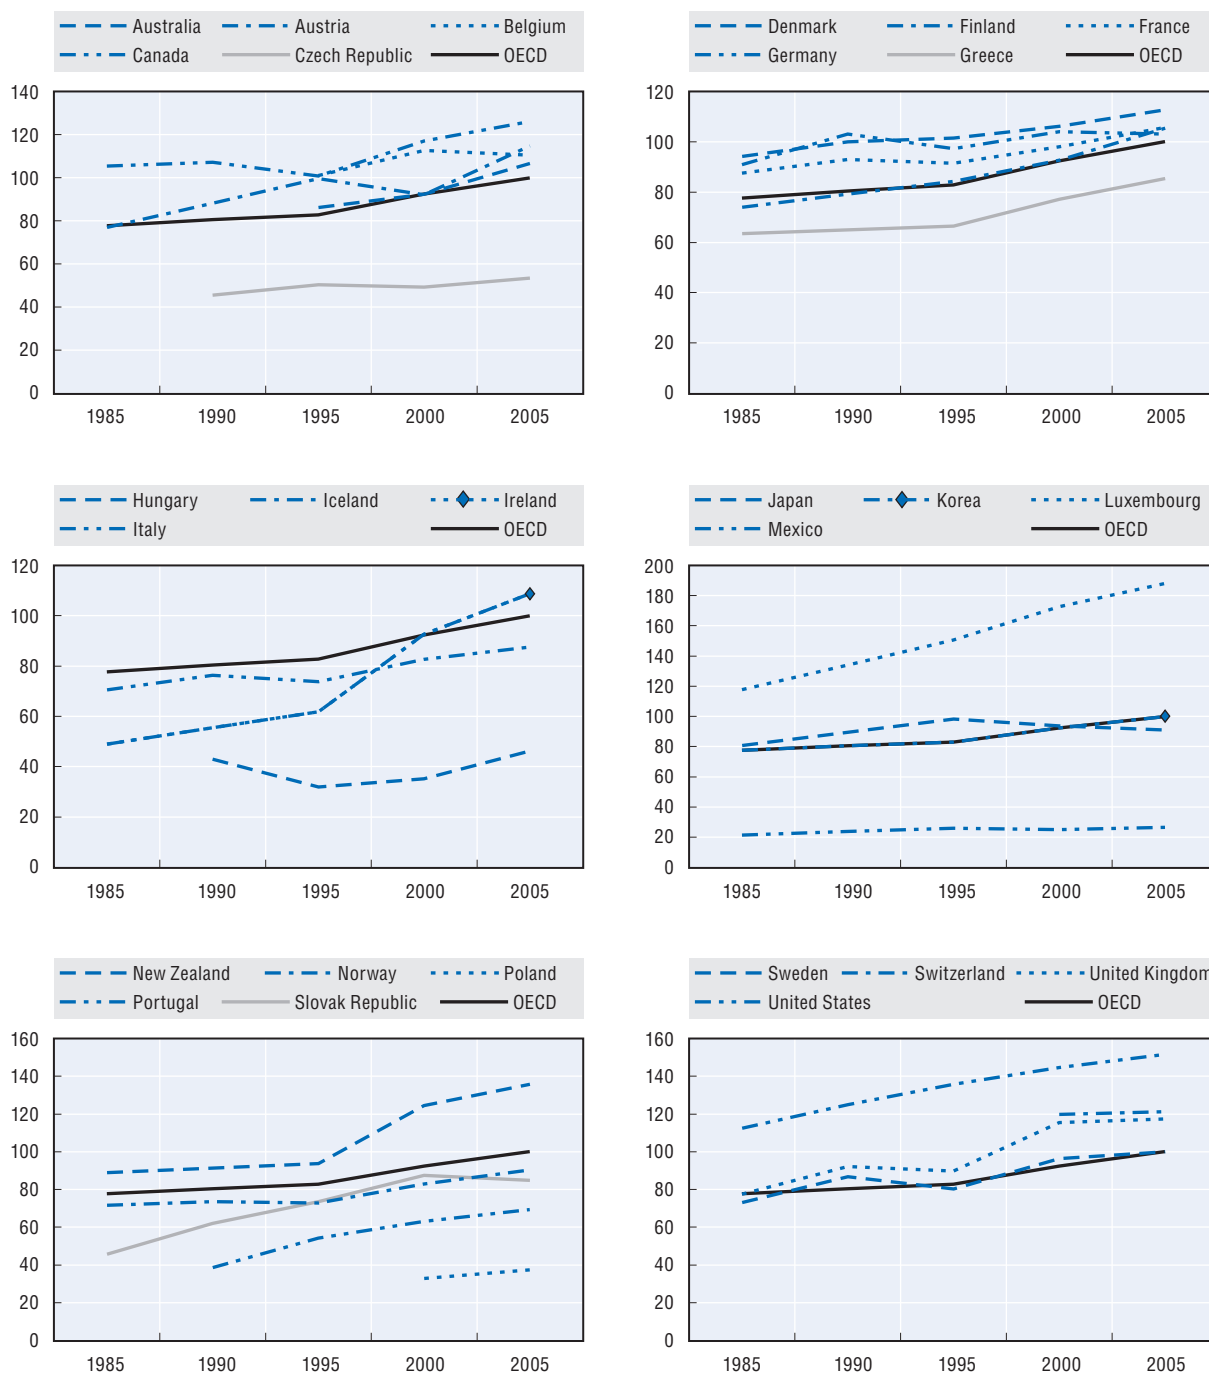 Australia Austria Belgium
Canada Czech Republic OECD
140
120
100
80
60
40
20
0
1985 1990 1995 2000 2005
Denmark Finland France
Germany Greece OECD
120
100
80
60
40
20
0
1985 1990 1995 2000 2005
Hungary Iceland Ireland
Italy OECD
120
100
80
60
40
20
0
1985 1990 1995 2000 2005
Japan Korea Luxembourg
Mexico OECD
200
180
160
140
120
100
80
60
40
20
0
1985 1990 1995 2000 2005
New Zealand Norway Poland
Portugal Slovak Republic OECD
160
140
120
100
80
60
40
20
0
1985 1990 1995 2000 2005
Sweden Switzerland United Kingdom
United States OECD
160
140
120
100
80
60
40
20
0
1985 1990 1995 2000 2005